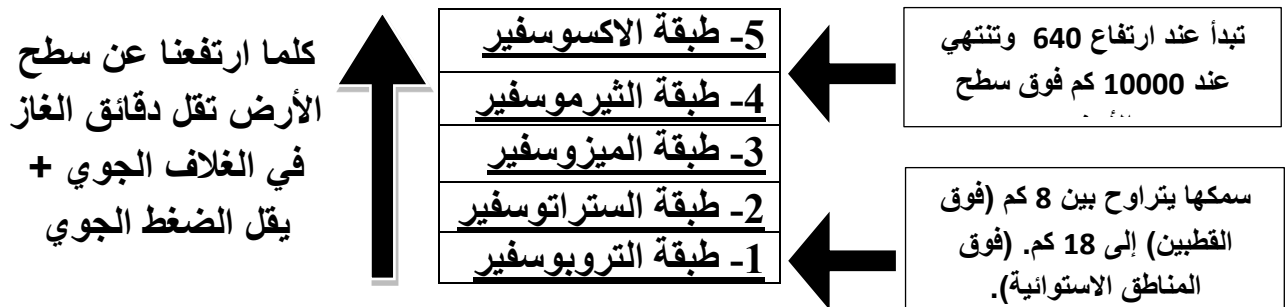 كلما ارتفعنا عن سطح
الأرض تقل دقائق الغاز
في الغلاف الجوي +
يقل الضغط الجوي
5- طبقة الاكسوسفير
4- طبقة الثيرموسفير
3- طبقة الميزوسفير
2- طبقة الستراتوسفير
1- طبقة التروبوسفير
تبدأ عند ارتفاع 640 وتنتهي
عند 10000 كم فوق سطح
سمكها يتراوح بين 8 كم (فوق
القطبين) إلى 18 كم. (فوق
المناطق الاستوائية).